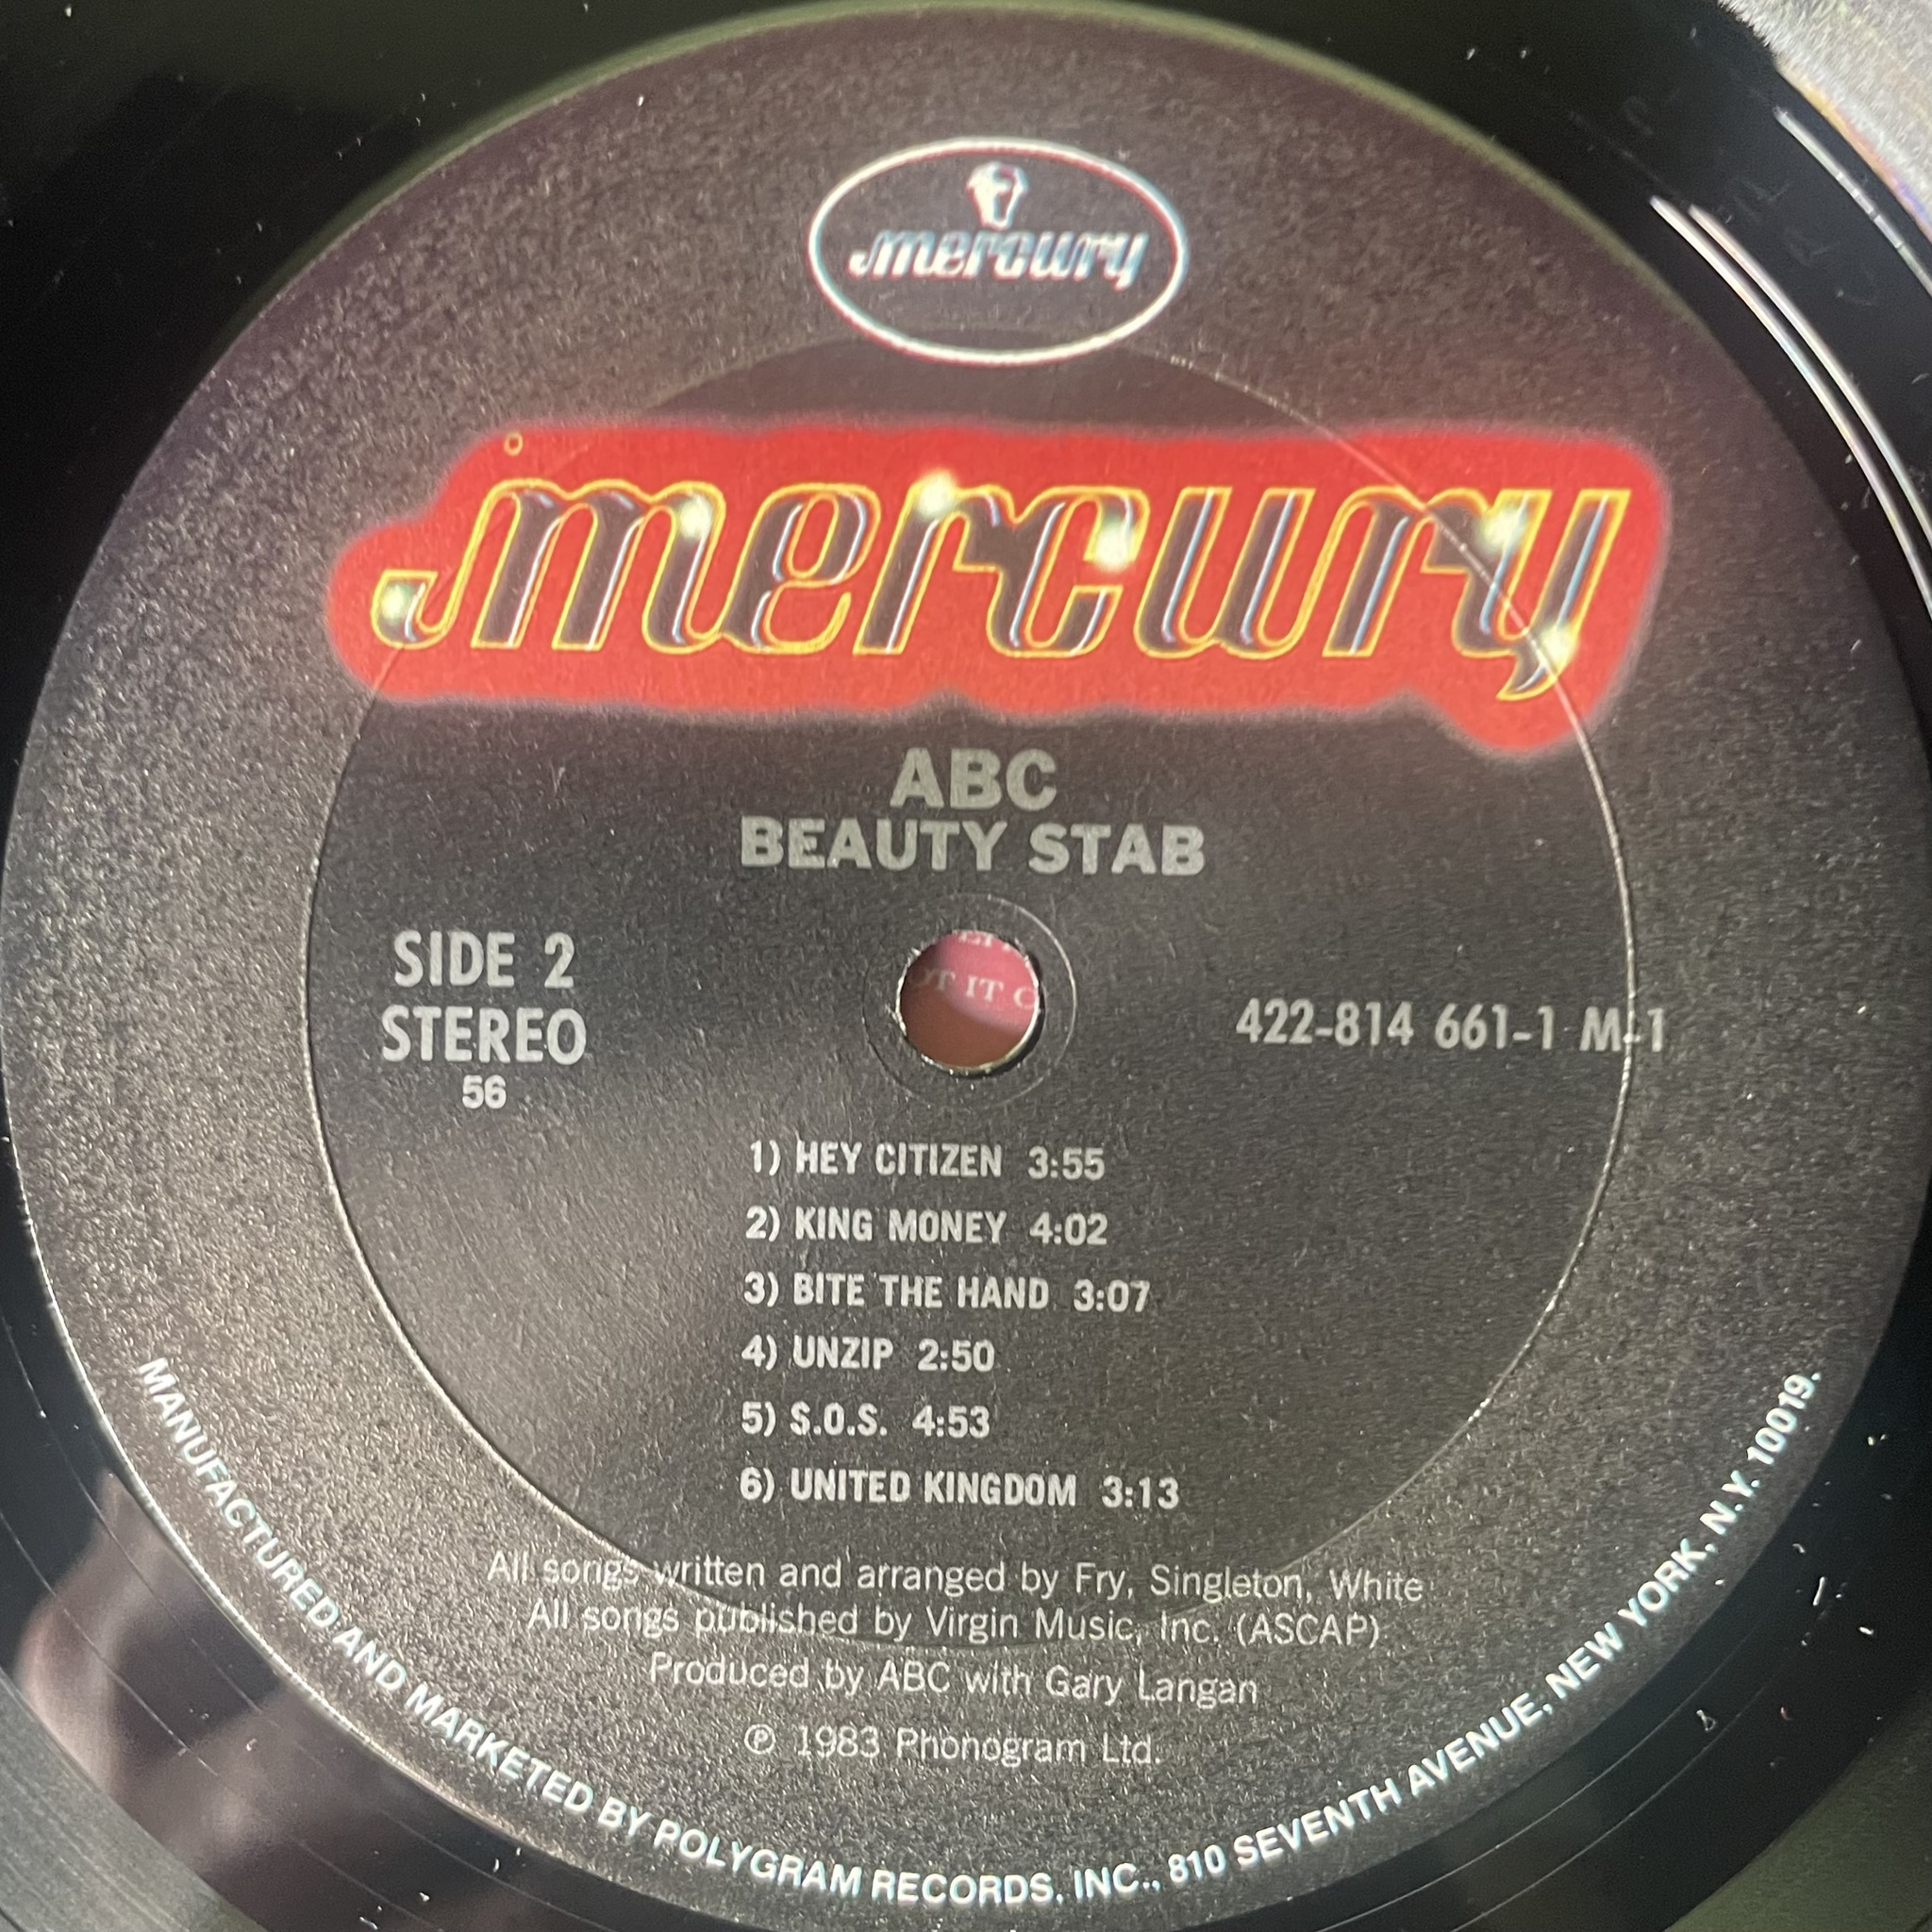 mercury
mercury
ABC
BEAUTY STAB
SIDE 2
STEREO
56
IT
422-814 661-1 M-1
1) HEY CITIZEN 3:55
2) KING MONEY 4:02
3) BITE THE HAND 3:07
4) UNZIP 2:50
5) S.O.S. 4:53
6) UNITED KINGDOM 3:13
All songs written and arranged by Fry, Singleton, White
All songs published by Virgin Music, Inc. (ASCAP)
Produced by ABC with Gary Langan
℗ 1983 Phonogram Ltd.
MANUFACTURED AND MARKETED BY POLYGRAM RECORDS, INC., 810 SEVENTH AVENUE, NEW YORK, N.Y. 10019.